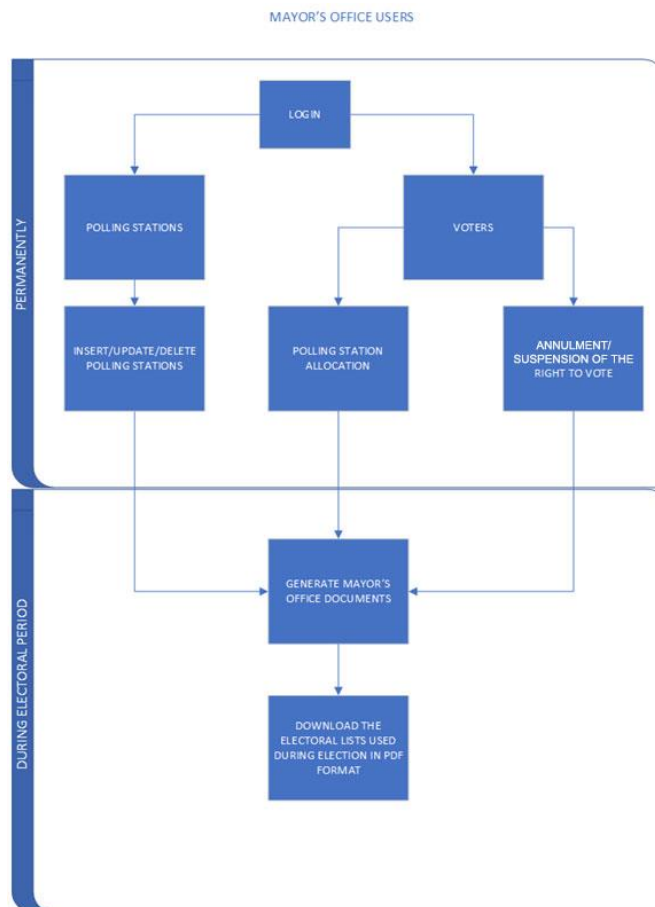 MAYOR'S OFFICE USERS
PERMANENTLY
LOGIN
POLLING STATIONS
VOTERS
INSERT/UPDATE/DELETE
POLLING STATIONS
POLLING STATION
ALLOCATION
ANNULMENT/
SUSPENSION OF THE
RIGHT TO VOTE
DURING ELECTORAL PERIOD
GENERATE MAYOR'S
OFFICE DOCUMENTS
DOWNLOAD THE
ELECTORAL LISTS USED
DURING ELECTION IN PDF
FORMAT